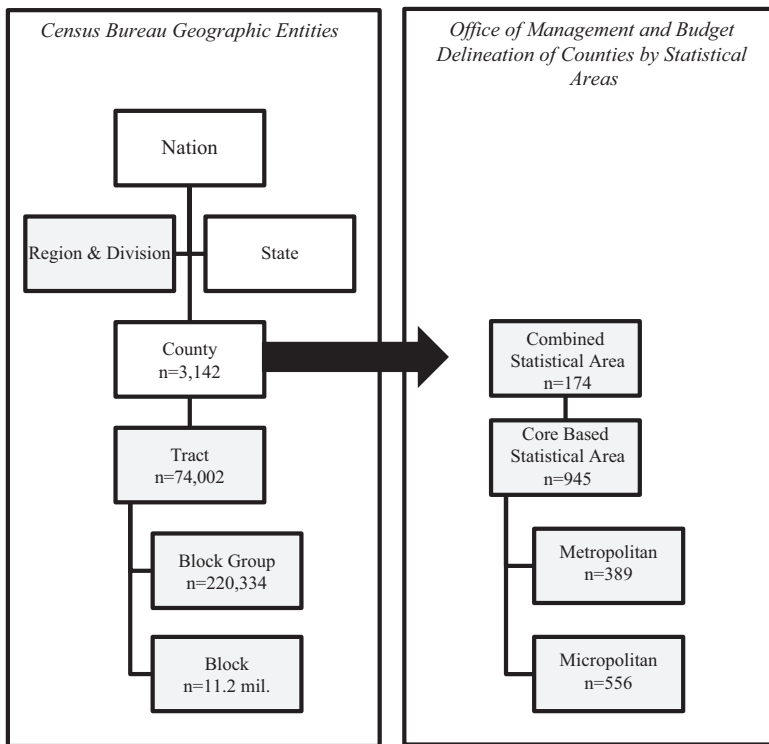 Census Bureau Geographic Entities
Nation
Region & Division
State
County
n=3,142
Tract
n=74,002
Block Group
n=220,334
Block
n=11.2 mil.
Office of Management and Budget
Delineation of Counties by Statistical
Areas
Combined
Statistical Area
n=174
Core Based
Statistical Area
n=945
Metropolitan
n=389
Micropolitan
n=556